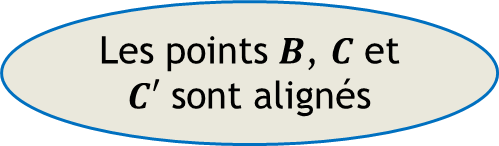 Les points B, C et
C′ sont alignés